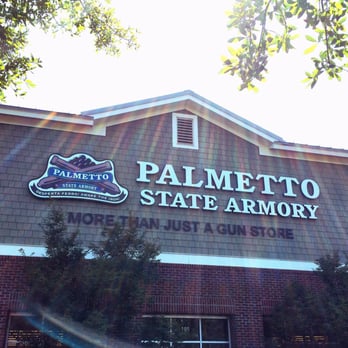 PALMETTO
STATE ARMORY
PALMETTO
STATE ARMORY
MORE THAN JUST A GUN STORE